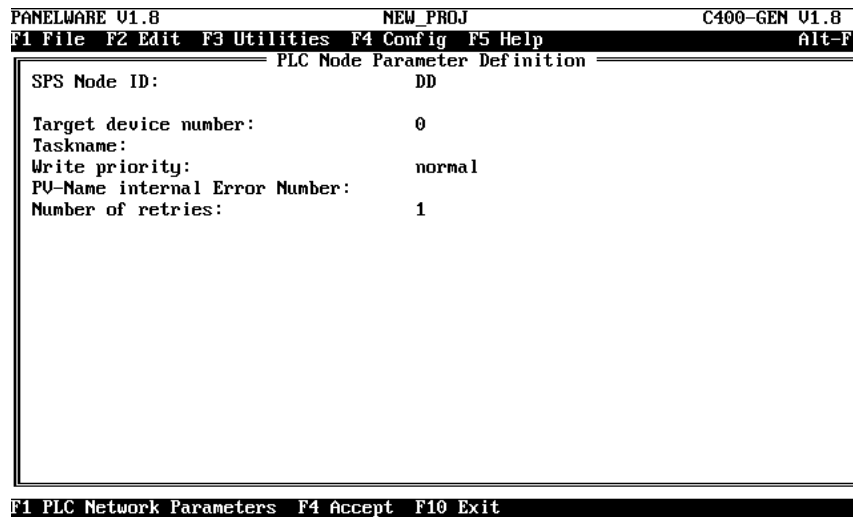 PANELWARE V1.8 NEW_PROJ C400-GEN V1.8
F1 File F2 Edit F3 Utilities F4 Config F5 Help Alt-F
PLC Node Parameter Definition
SPS Node ID: DD
Target device number: 0
Taskname:
Write priority: normal
PV-Name internal Error Number:
Number of retries: 1
F1 PLC Network Parameters F4 Accept F10 Exit